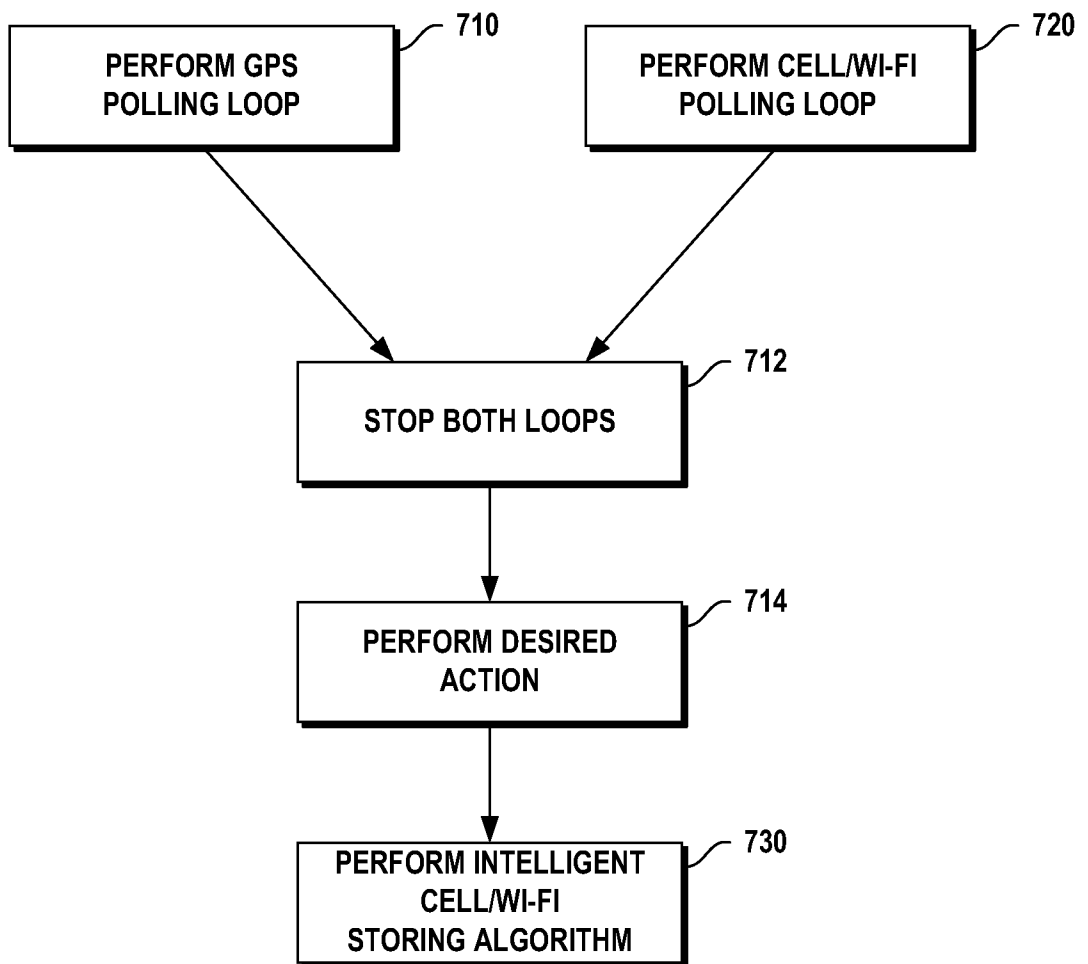 710
PERFORM GPS
POLLING LOOP
720
PERFORM CELL/WI-FI
POLLING LOOP
712
STOP BOTH LOOPS
714
PERFORM DESIRED
ACTION
730
PERFORM INTELLIGENT
CELL/WI-FI
STORING ALGORITHM